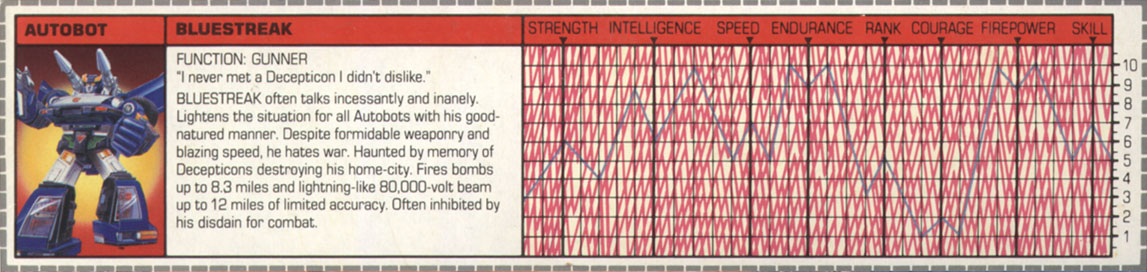 AUTOBOT
BLUESTREAK
FUNCTION: GUNNER
"I never met a Decepticon I didn't dislike."
BLUESTREAK often talks incessantly and inanely.
Lightens the situation for all Autobots with his good-
natured manner. Despite formidable weaponry and
blazing speed, he hates war. Haunted by memory of
Decepticons destroying his home-city. Fires bombs
up to 8.3 miles and lightning-like 80,000-volt beam
up to 12 miles of limited accuracy. Often inhibited by
his disdain for combat.
STRENGTH INTELLIGENCE SPEED ENDURANCE RANK COURAGE FIREPOWER SKILL
10
9
8
7
6
5
4
3
2
1